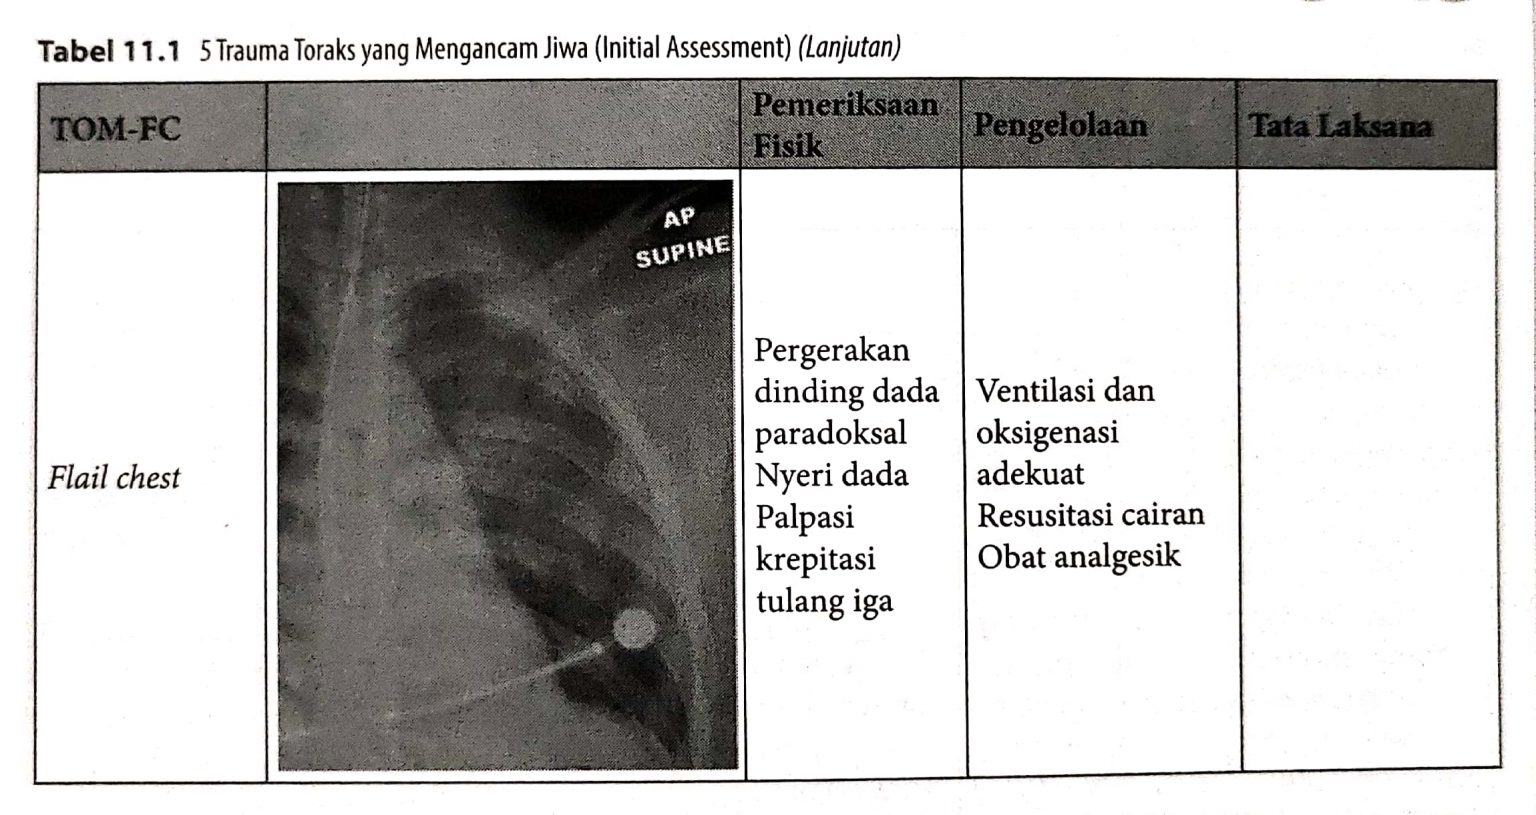 Tabel 11.1 5 Trauma Toraks yang Mengancam Jiwa (Initial Assessment) (Lanjutan)
TOM-FC
Pemeriksaan
Fisik
Pengelolaan
Tata Laksana
Flail chest
AP
SUPINE
Pergerakan
dinding dada
paradoksal
Nyeri dada
Palpasi
krepitasi
tulang iga
Ventilasi dan
oksigenasi
adekuat
Resusitasi cairan
Obat analgesik